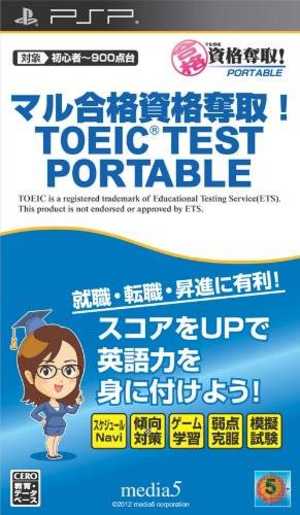 PSP
対象 初心者～900点台
マル合格 資格奪取!
PORTABLE
マル合格資格奪取!
TOEIC® TEST
PORTABLE
TOEIC is a registered trademark of Educational Testing Service(ETS).
This product is not endorsed or approved by ETS.
就職・転職・昇進に有利!
スコアをUPで
英語力を
身に付けよう!
スケジュール
Navi
傾向
対策
ゲーム
学習
弱点
克服
模擬
試験
CERO
教育・データ
ベース
media5
©2012 media5 corporation
5